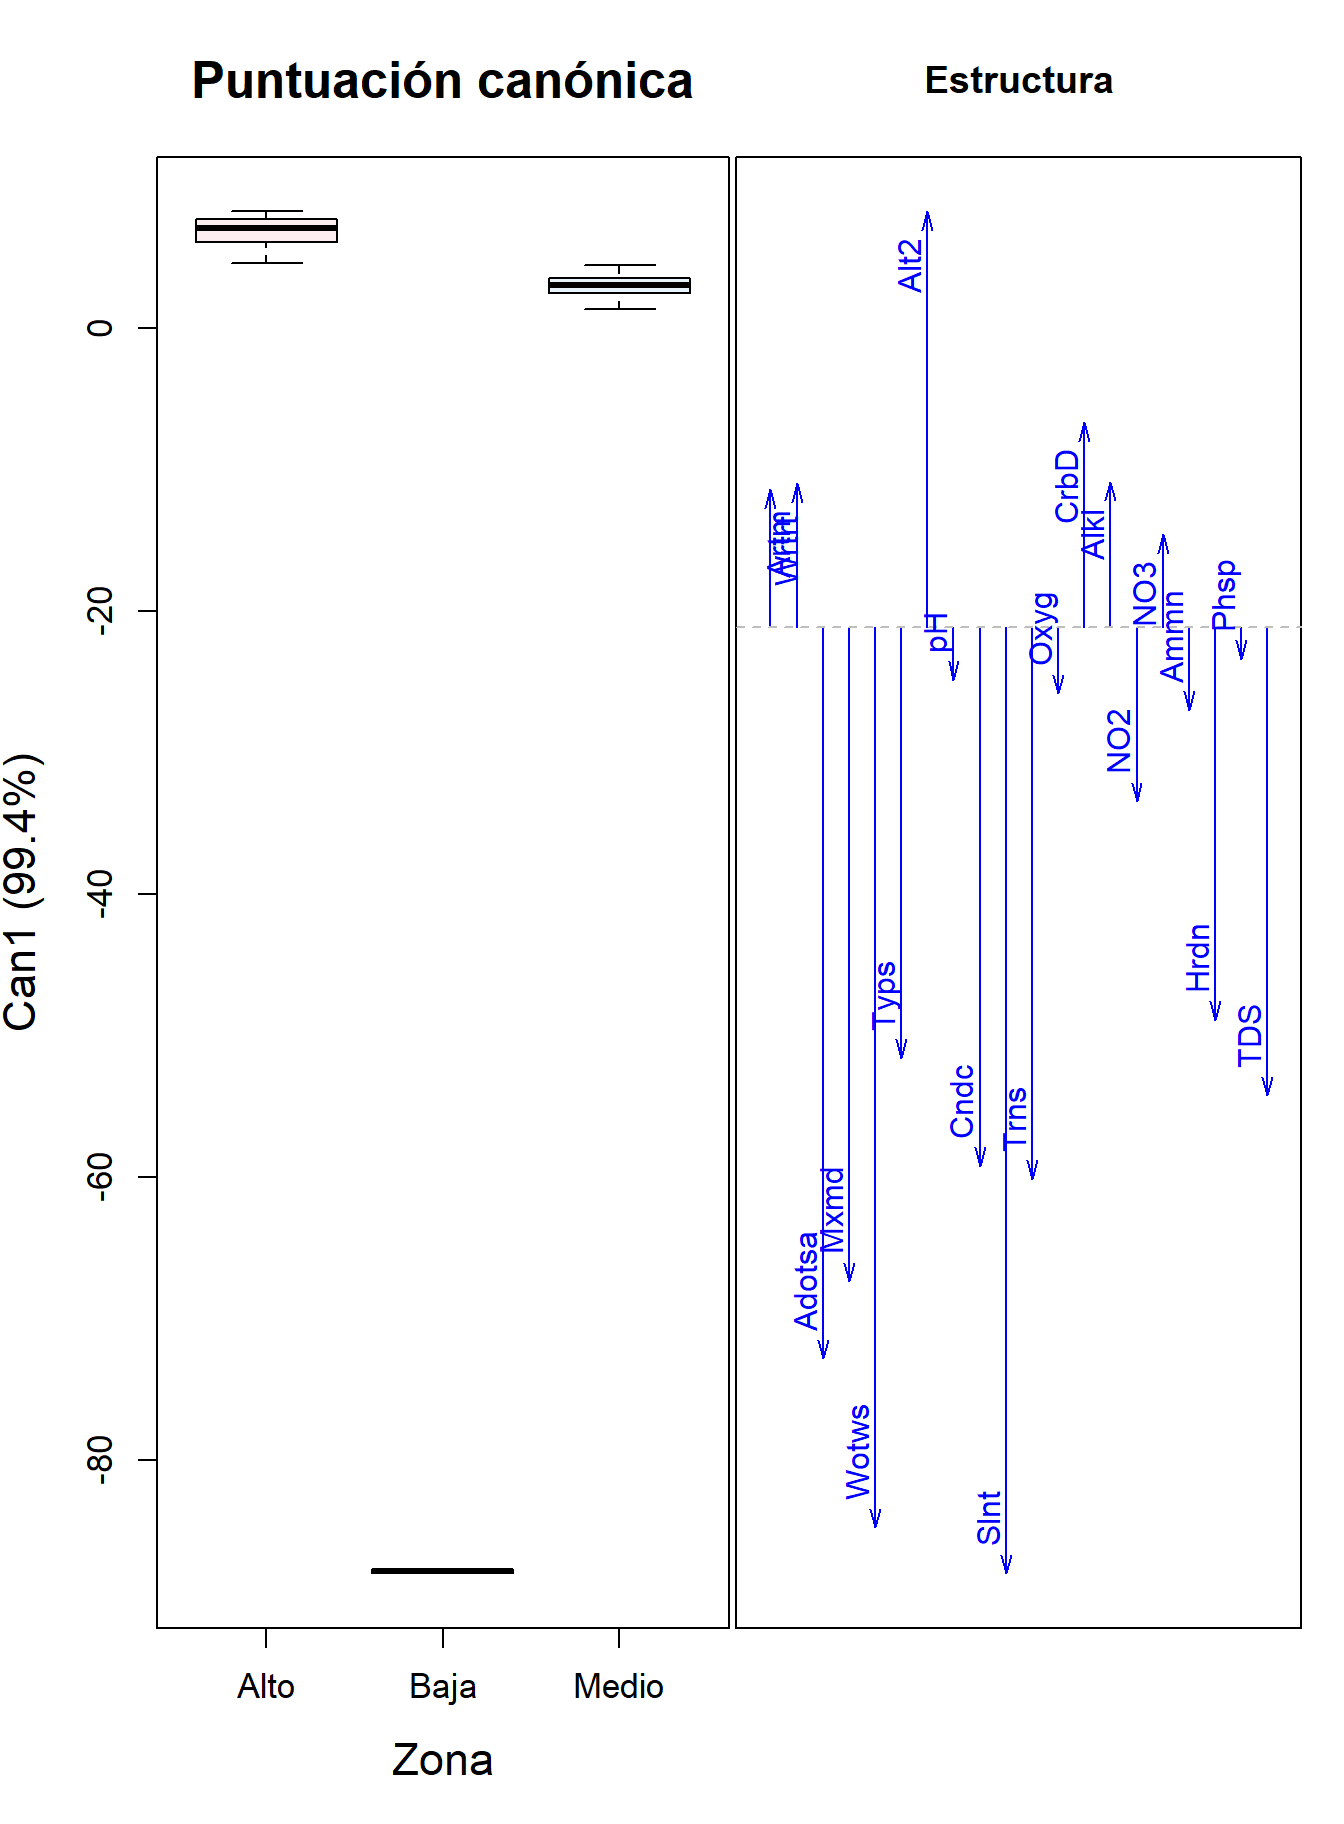 Puntuación canónica
Estructura
Can1 (99.4%)
0
-20
-40
-60
-80
Alto
Baja
Medio
Zona
Adotsa
Mxmd
Wotws
Typs
Alt2
pH
Cndc
Slnt
Trns
Oxyg
CrbD
Alkl
NO2
NO3
Ammn
Hrdn
Phsp
TDS